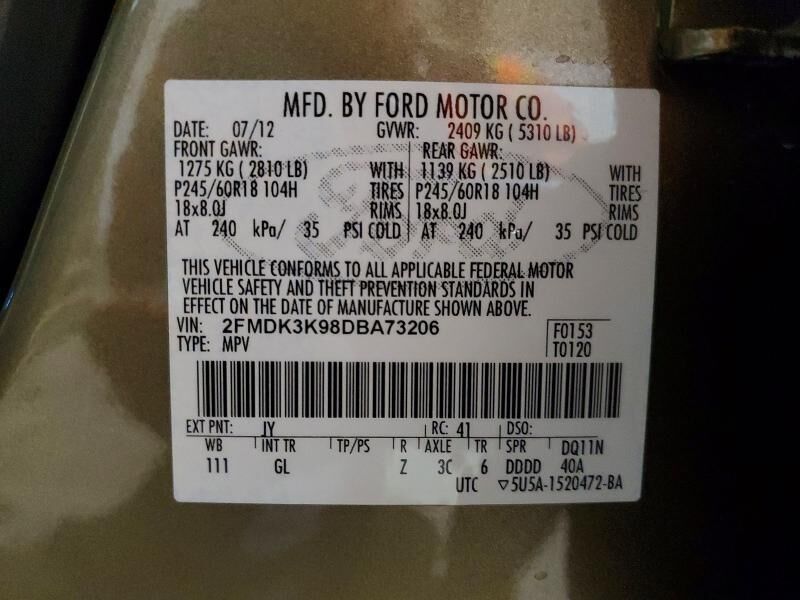 MFD. BY FORD MOTOR CO.
DATE: 07/12 GVWR: 2409 KG ( 5310 LB)
FRONT GAWR: REAR GAWR:
1275 KG ( 2810 LB) WITH 1139 KG ( 2510 LB) WITH
P245/60R18 104H TIRES P245/60R18 104H TIRES
18x8.0J RIMS 18x8.0J RIMS
AT 240 kPa/ 35 PSI COLD AT 240 kPa/ 35 PSI COLD
Ford
THIS VEHICLE CONFORMS TO ALL APPLICABLE FEDERAL MOTOR
VEHICLE SAFETY AND THEFT PREVENTION STANDARDS IN
EFFECT ON THE DATE OF MANUFACTURE SHOWN ABOVE.
VIN: 2FMDK3K98DBA73206 F0153
TYPE: MPV T0120
EXT PNT: JY RC: 41 DSO:
WB INT TR TP/PS R AXLE TR SPR DQ11N
111 GL Z 3C 6 DDDD 40A
UTC ▽5U5A-1520472-BA